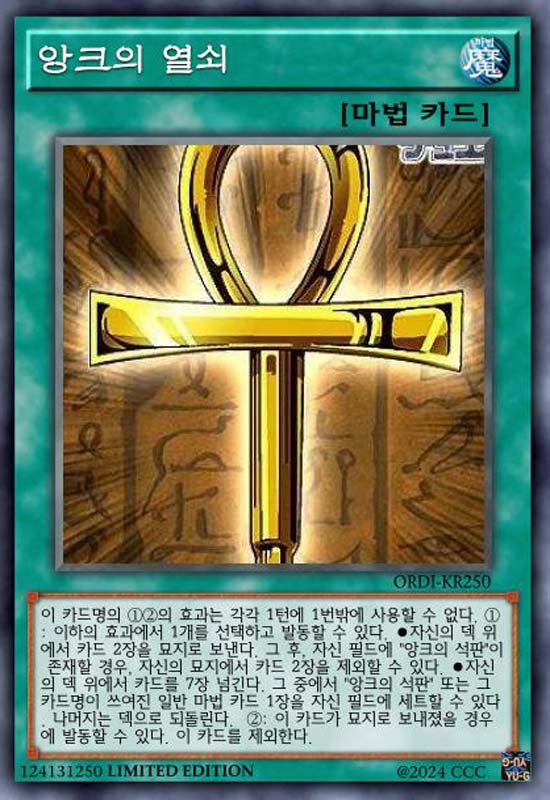 앙크의 열쇠
마법
魔
[마법 카드]
ORDI-KR250
이 카드명의 ①②의 효과는 각각 1턴에 1번밖에 사용할 수 없다. ①
: 이하의 효과에서 1개를 선택하고 발동할 수 있다. ●자신의 덱 위
에서 카드 2장을 묘지로 보낸다. 그 후, 자신 필드에 "앙크의 석판"이
존재할 경우, 자신의 묘지에서 카드 2장을 제외할 수 있다. ●자신
의 덱 위에서 카드를 7장 넘긴다. 그 중에서 "앙크의 석판" 또는 그
카드명이 쓰여진 일반 마법 카드 1장을 자신 필드에 세트할 수 있다
. 나머지는 덱으로 되돌린다. ②: 이 카드가 묘지로 보내졌을 경우
에 발동할 수 있다. 이 카드를 제외한다.
124131250 LIMITED EDITION
@2024 CCC
YU-G
YU-G